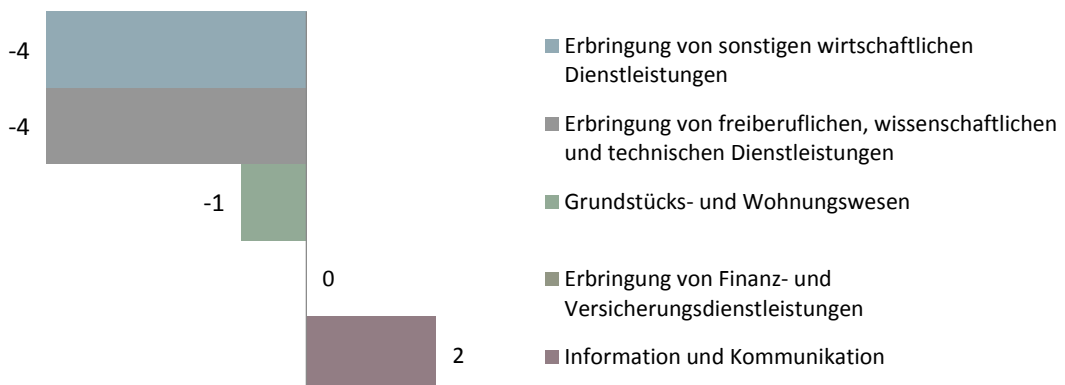 -4
Erbringung von sonstigen wirtschaftlichen
Dienstleistungen
-4
Erbringung von freiberuflichen, wissenschaftlichen
und technischen Dienstleistungen
-1
Grundstücks- und Wohnungswesen
0
Erbringung von Finanz- und
Versicherungsdienstleistungen
2
Information und Kommunikation